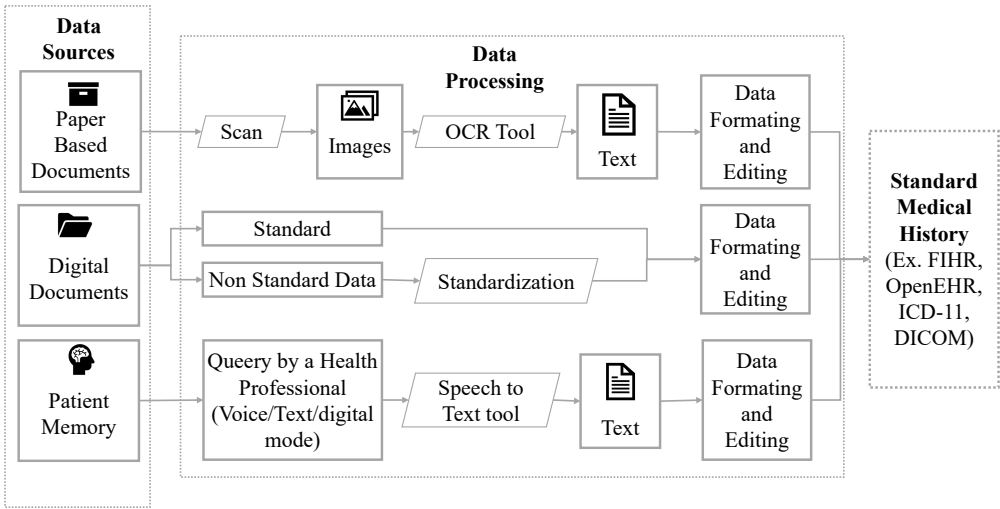 Data
Sources
Paper
Based
Documents
Digital
Documents
Patient
Memory
Data
Processing
Scan
Images
OCR Tool
Text
Data
Formating
and
Editing
Standard
Non Standard Data
Standardization
Data
Formating
and
Editing
Queery by a Health
Professional
(Voice/Text/digital
mode)
Speech to
Text tool
Text
Data
Formating
and
Editing
Standard
Medical
History
(Ex. FIHR,
OpenEHR,
ICD-11,
DICOM)